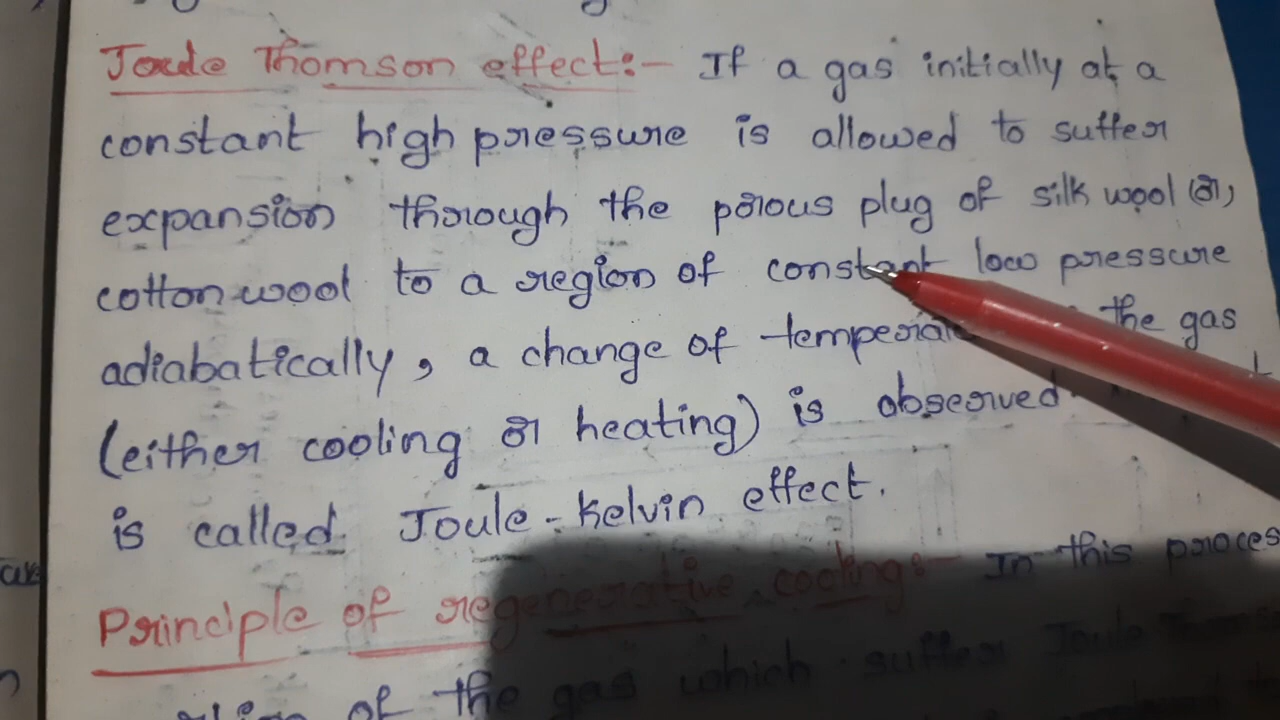 Joule Thomson effect:- If a gas initially at a
constant high pressure is allowed to suffer
expansion through the porous plug of silk wool (or)
cotton wool to a region of constant low pressure
adiabatically, a change of the gas
(either cooling or heating) is observed
is called Joule-Kelvin effect.
Principle of regenerative cooling:- In this
of the gas which suffer Joule